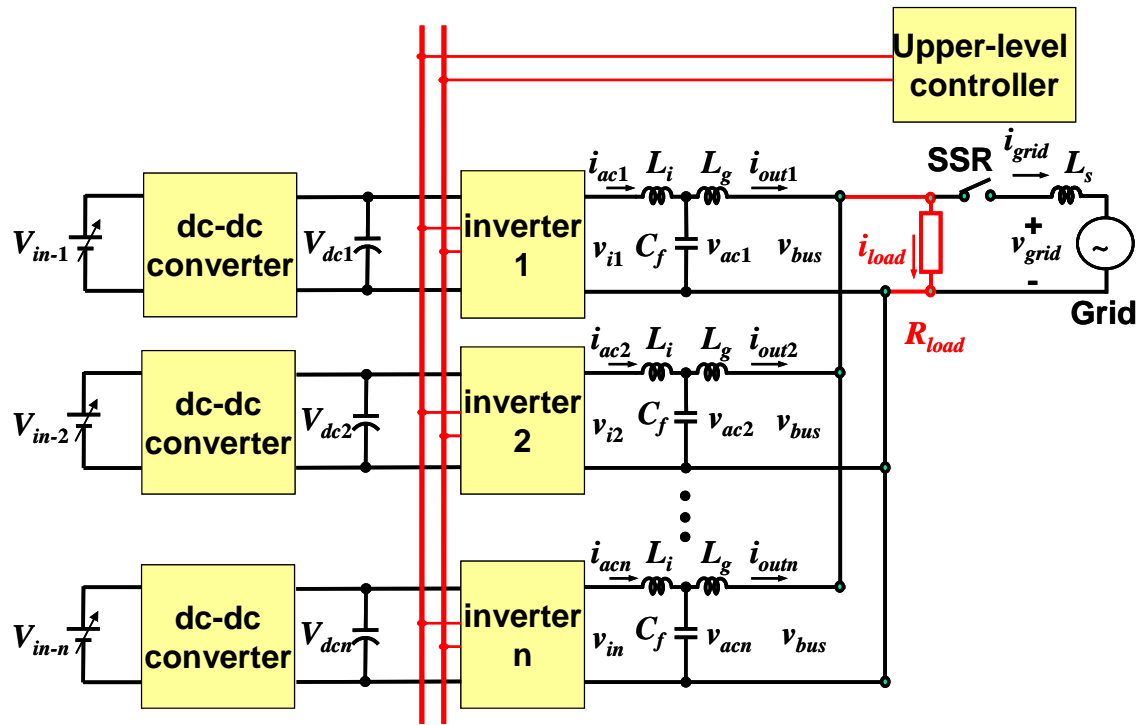 Upper-level
controller
i_ac1 L_i L_g i_out1 SSR i_grid L_s
V_in-1 dc-dc
converter V_dc1 inverter
1 v_i1 C_f v_ac1 v_bus i_load + v_grid - ~
Grid
R_load
i_ac2 L_i L_g i_out2
V_in-2 dc-dc
converter V_dc2 inverter
2 v_i2 C_f v_ac2 v_bus
i_acn L_i L_g i_outn
V_in-n dc-dc
converter V_dcn inverter
n v_in C_f v_acn v_bus